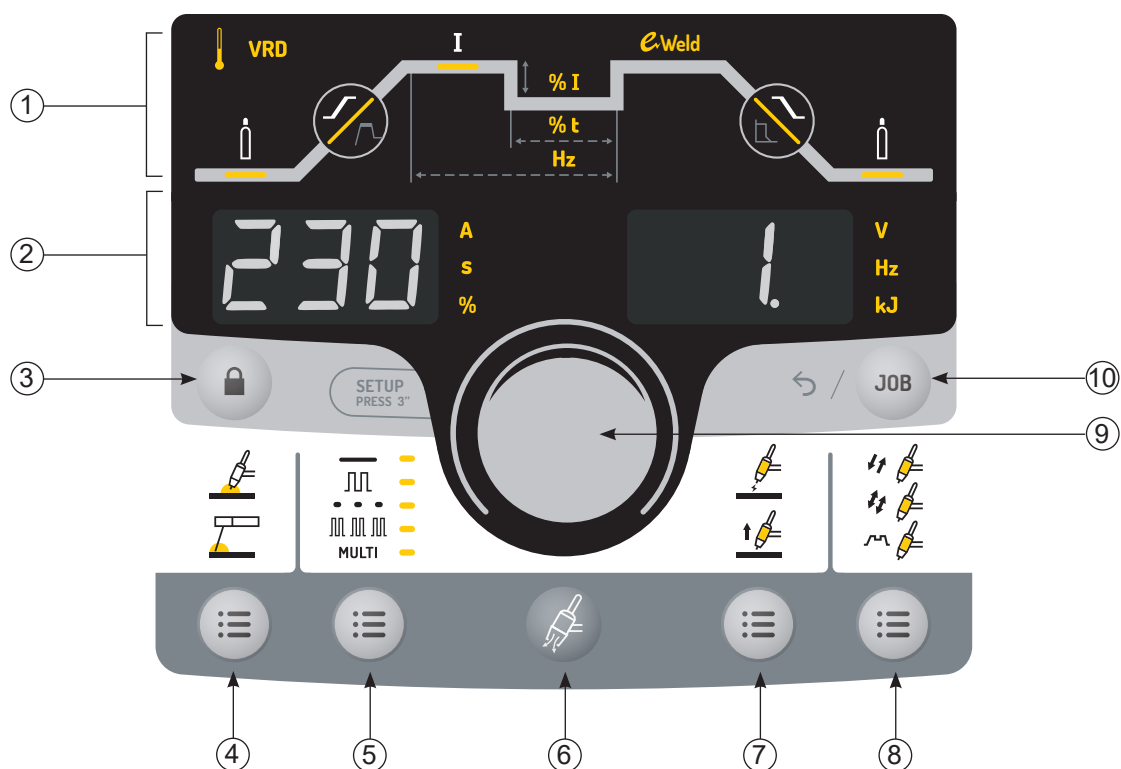 VRD
I
eWeld
% I
% t
Hz
1
230
A
s
%
1.
V
Hz
kJ
2
3
SETUP
PRESS 3"
JOB
10
9
MULTI
4
5
6
7
8